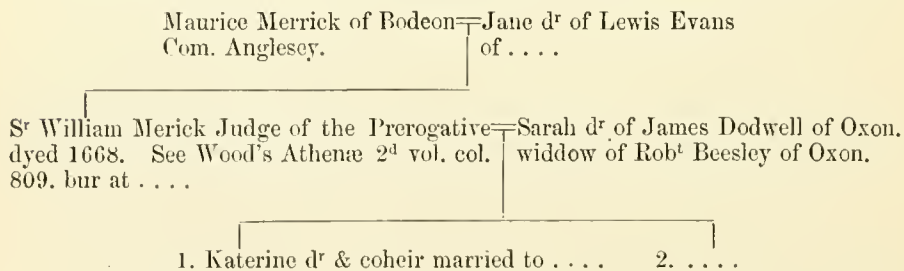 Maurice Merrick of Bodeon=Jane dʳ of Lewis Evans
Com. Anglesey. of . . . .
Sʳ William Merick Judge of the Prerogative=Sarah dʳ of James Dodwell of Oxon.
dyed 1668. See Wood's Athenæ 2ᵈ vol. col. widdow of Robᵗ Beesley of Oxon.
809. bur at . . . .
1. Katerine dʳ & coheir married to . . . . 2. . . . .